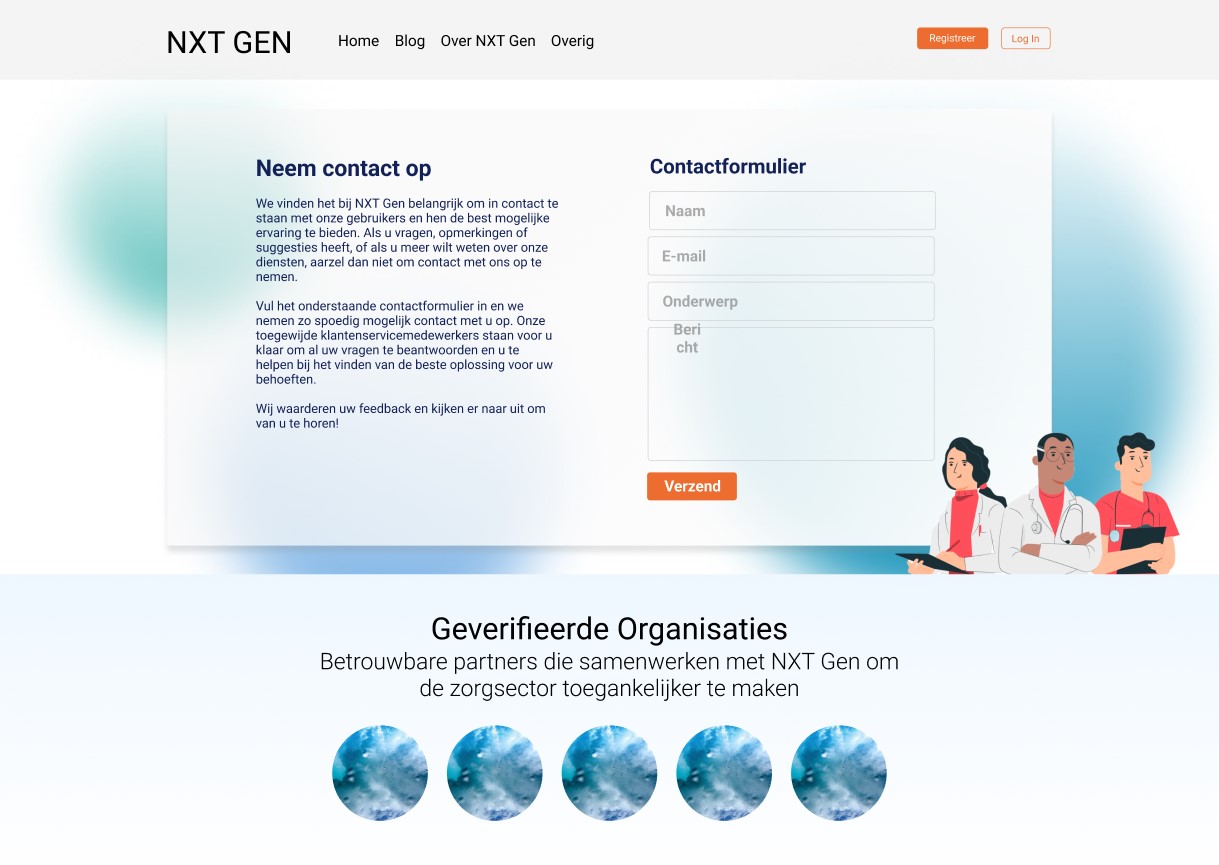 NXT GEN
Home Blog Over NXT Gen Overig
Registreer
Log In
Neem contact op
We vinden het bij NXT Gen belangrijk om in contact te
staan met onze gebruikers en hen de best mogelijke
ervaring te bieden. Als u vragen, opmerkingen of
suggesties heeft, of als u meer wilt weten over onze
diensten, aarzel dan niet om contact met ons op te
nemen.
Vul het onderstaande contactformulier in en we
nemen zo spoedig mogelijk contact met u op. Onze
toegewijde klantenservicemedewerkers staan voor u
klaar om al uw vragen te beantwoorden en u te
helpen bij het vinden van de beste oplossing voor uw
behoeften.
Wij waarderen uw feedback en kijken er naar uit om
van u te horen!
Contactformulier
Naam
E-mail
Onderwerp
Beri
cht
Verzend
Geverifieerde Organisaties
Betrouwbare partners die samenwerken met NXT Gen om
de zorgsector toegankelijker te maken